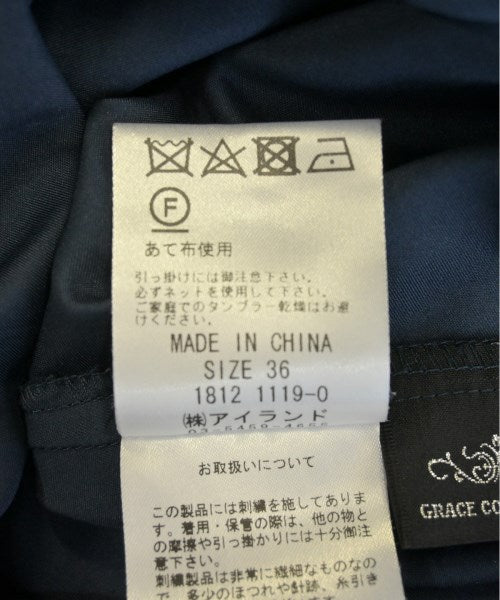 F
あて布使用
引っ掛けには御注意下さい。
必ずネットを使用して下さい。
ご家庭でのタンブラー乾燥はお避
けください。
MADE IN CHINA
SIZE 36
1812 1119-0
(株)アイランド
お取扱いについて
この製品には刺繍を施してありま
す。着用・保管の際は、他の物と
の摩擦や引っ掛かりには十分御注
意下さい。
刺繍製品は非常に繊細なものなの
で、多少のほつれや針跡、糸引き
GRACE CO